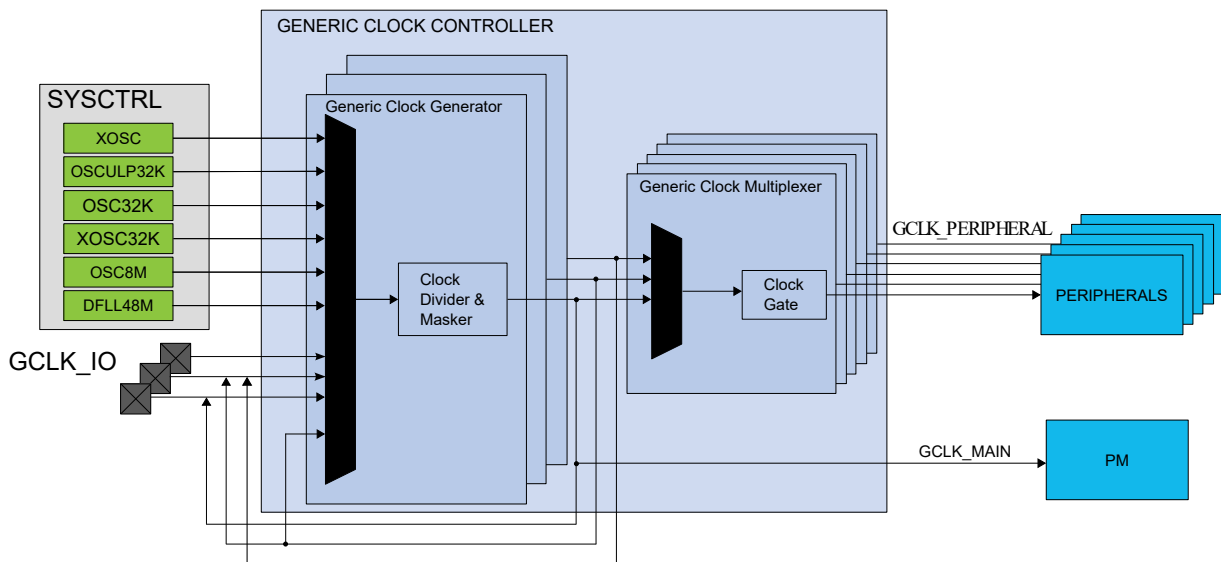 GENERIC CLOCK CONTROLLER
SYSCTRL
XOSC
OSCULP32K
OSC32K
XOSC32K
OSC8M
DFLL48M
GCLK_IO
Generic Clock Generator
Clock
Divider &
Masker
Generic Clock Multiplexer
Clock
Gate
GCLK_PERIPHERAL
PERIPHERALS
GCLK_MAIN
PM